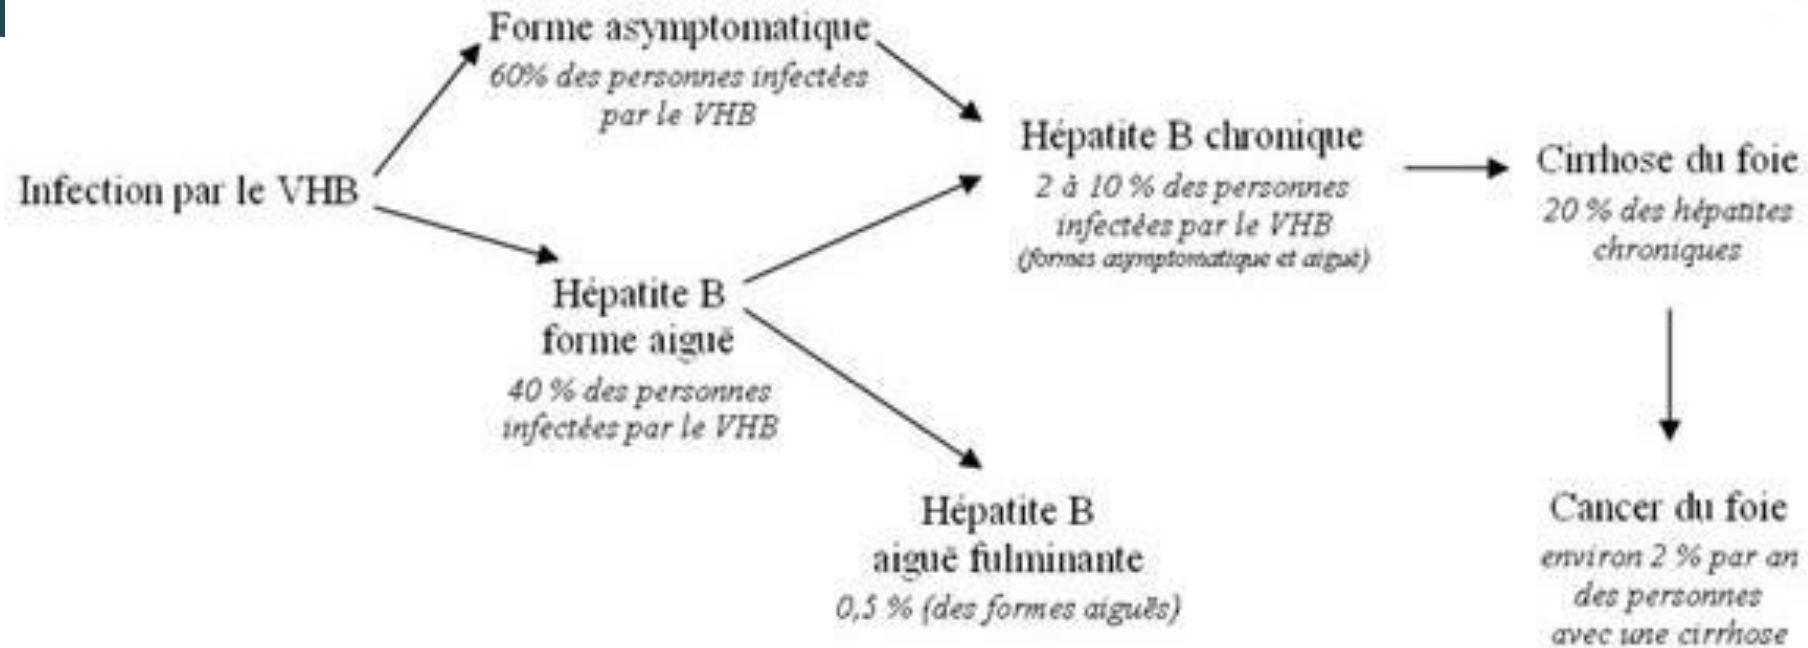 Forme asymptomatique
60% des personnes infectées
par le VHB
Infection par le VHB
Hépatite B
forme aiguë
40 % des personnes
infectées par le VHB
Hépatite B chronique
2 à 10 % des personnes
infectées par le VHB
(formes asymptomatique et aiguë)
Hépatite B
aiguë fulminante
0,5 % (des formes aiguës)
Cirrhose du foie
20 % des hépatites
chroniques
Cancer du foie
environ 2 % par an
des personnes
avec une cirrhose